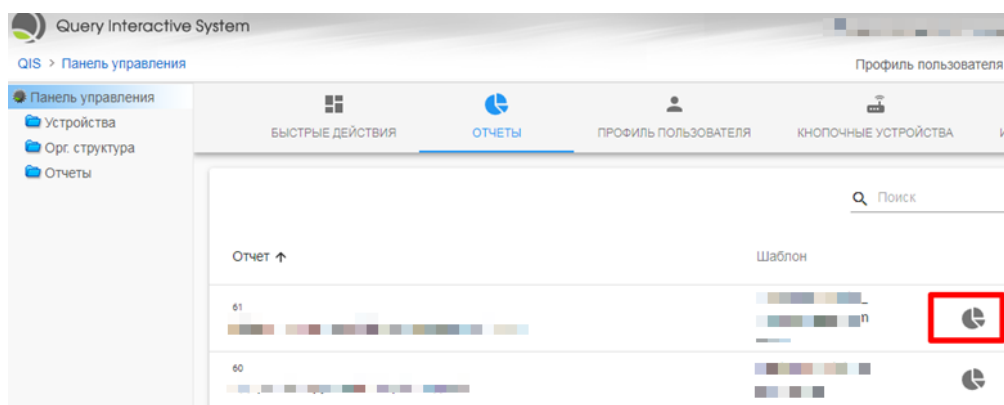 Query Interactive System
QIS > Панель управления
Профиль пользователя
Панель управления
Устройства
Орг. структура
Отчеты
БЫСТРЫЕ ДЕЙСТВИЯ
ОТЧЕТЫ
ПРОФИЛЬ ПОЛЬЗОВАТЕЛЯ
КНОПОЧНЫЕ УСТРОЙСТВА
Поиск
Отчет ↑
Шаблон
61
60